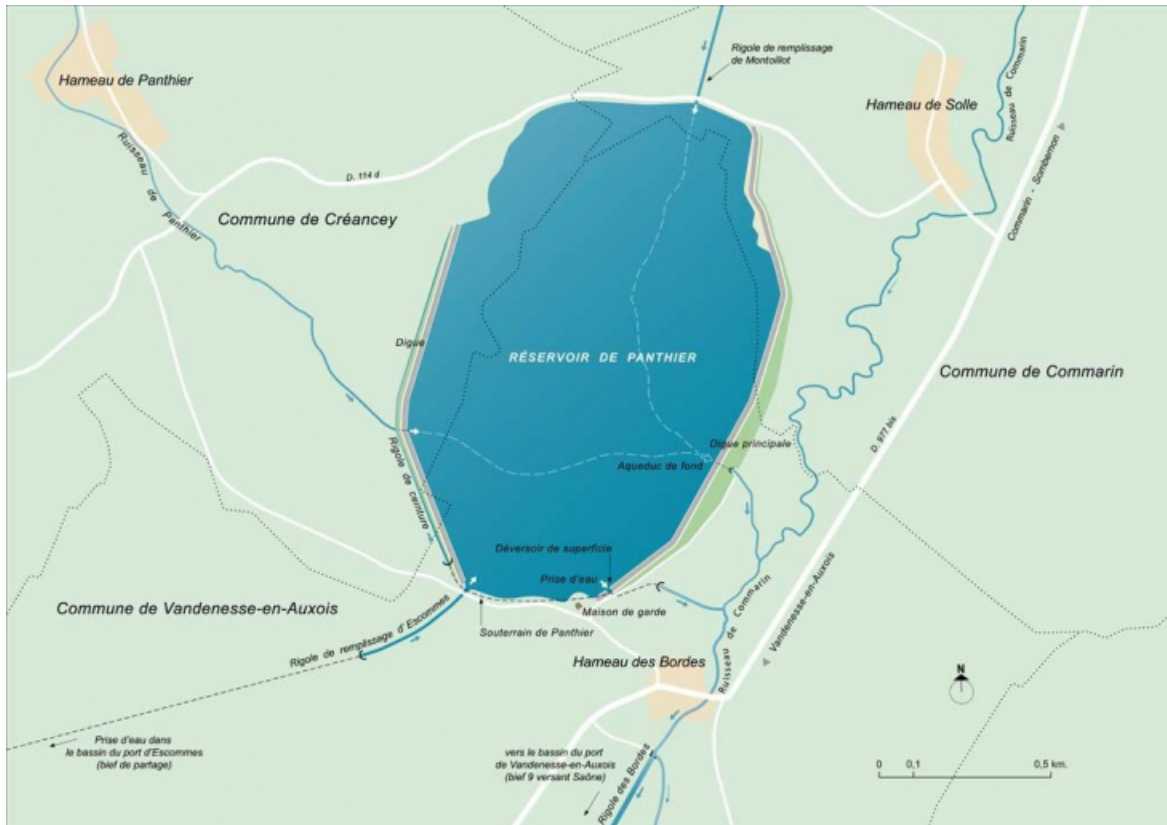 Rigole de remplissage
de Montoillot
Hameau de Panthier
Hameau de Solle
Ruisseau de Commarin
Ruisseau de Panthier
D. 114 d
Commune de Créancey
Commarin - Sombernon
Digue
RÉSERVOIR DE PANTHIER
Commune de Commarin
D. 977 bis
Digue principale
Rigole de ceinture
Aqueduc de fond
Déversoir de superficie
Prise d'eau
Commune de Vandenesse-en-Auxois
Maison de garde
Souterrain de Panthier
Rigole de remplissage d'Escommes
Ruisseau de Commarin
Vandenesse-en-Auxois
Hameau des Bordes
N
Prise d'eau dans
le bassin du port d'Escommes
(bief de partage)
vers le bassin du port
de Vandenesse-en-Auxois
(bief 9 versant Saône)
Rigole des Bordes
0 0,1 0,5 km.